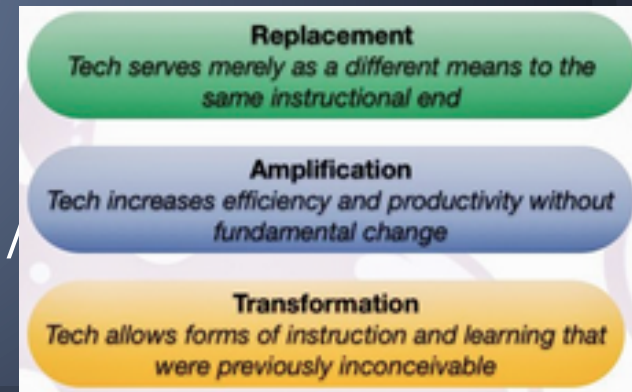 Replacement
Tech serves merely as a different means to the
same instructional end
Amplification
Tech increases efficiency and productivity without
fundamental change
/
Transformation
Tech allows forms of instruction and learning that
were previously inconceivable